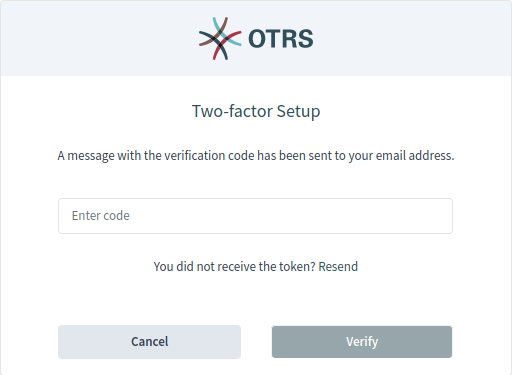 OTRS
Two-factor Setup
A message with the verification code has been sent to your email address.
Enter code
You did not receive the token? Resend
Cancel
Verify